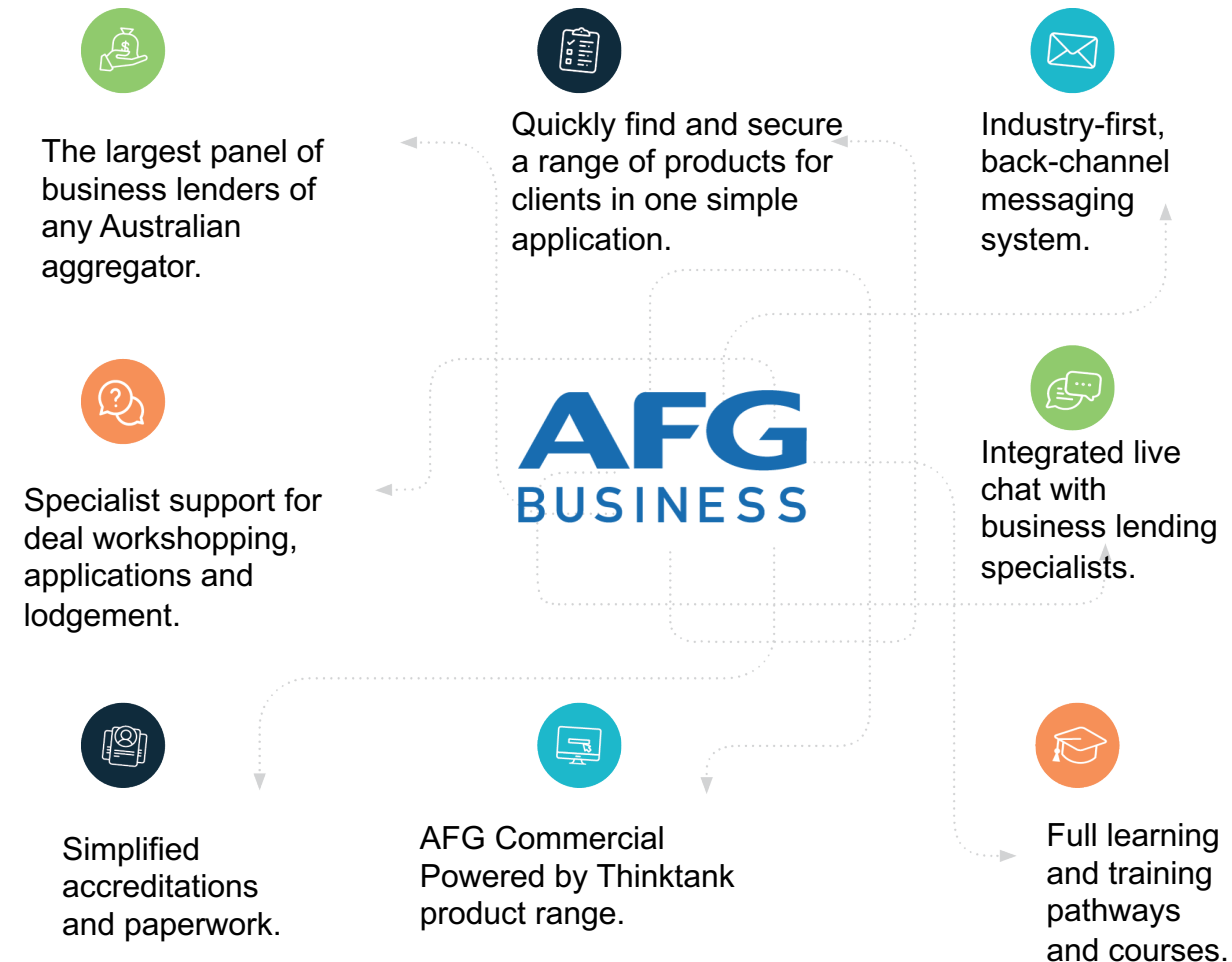 The largest panel of
business lenders of
any Australian
aggregator.
Quickly find and secure
a range of products for
clients in one simple
application.
Industry-first,
back-channel
messaging
system.
Specialist support for
deal workshopping,
applications and
lodgement.
AFG
BUSINESS
Integrated live
chat with
business lending
specialists.
Simplified
accreditations
and paperwork.
AFG Commercial
Powered by Thinktank
product range.
Full learning
and training
pathways
and courses.